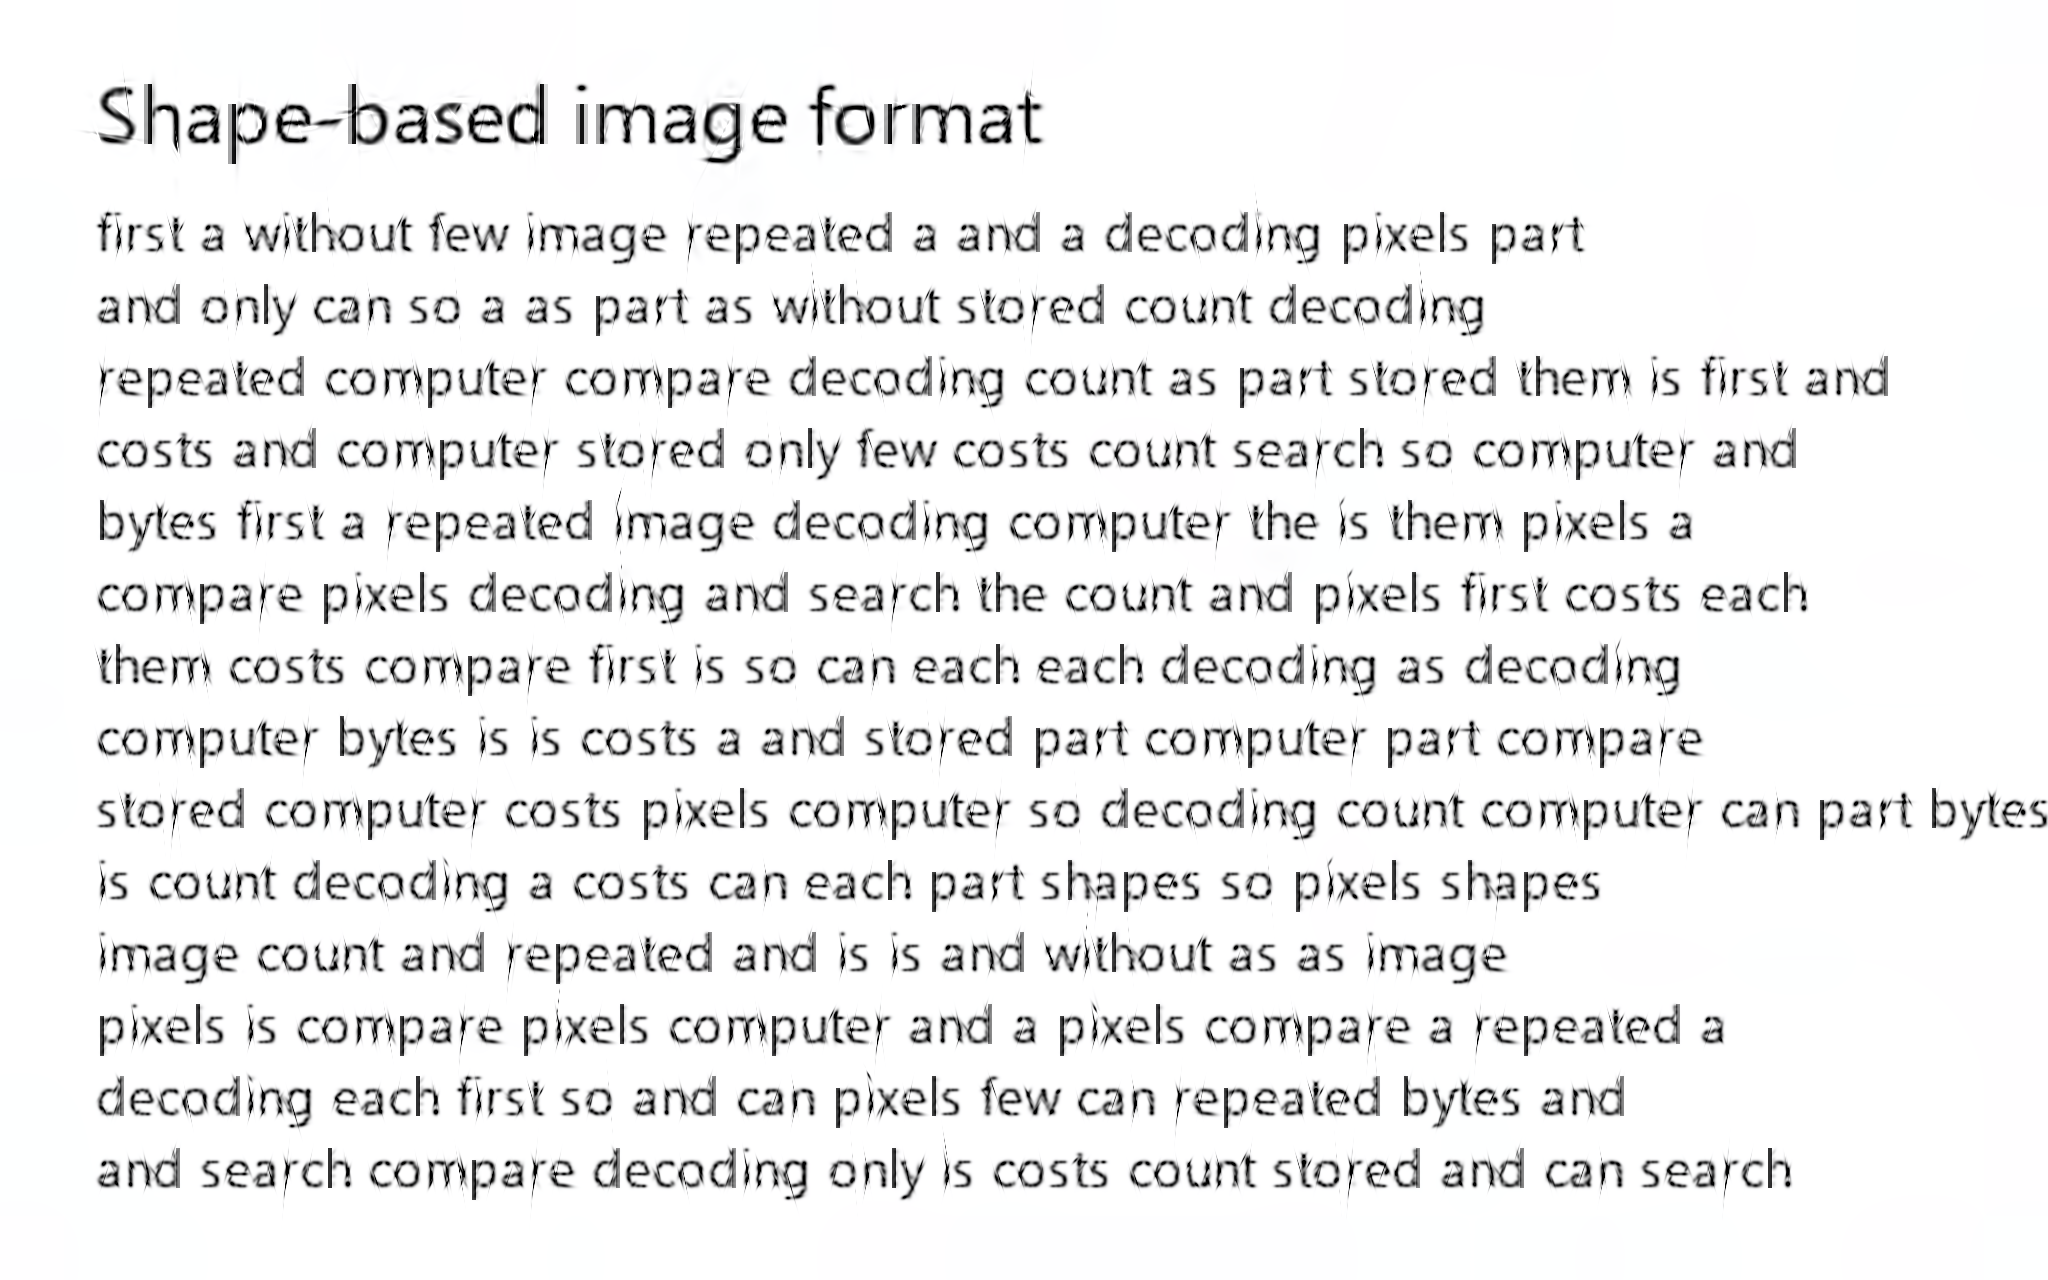 Shape-based image format
first a without few image repeated a and a decoding pixels part
and only can so a as part as without stored count decoding
repeated computer compare decoding count as part stored them is first and
costs and computer stored only few costs count search so computer and
bytes first a repeated image decoding computer the is them pixels a
compare pixels decoding and search the count and pixels first costs each
them costs compare first is so can each each decoding as decoding
computer bytes is is costs a and stored part computer part compare
stored computer costs pixels computer so decoding count computer can part bytes
is count decoding a costs can each part shapes so pixels shapes
image count and repeated and is is and without as as image
pixels is compare pixels computer and a pixels compare a repeated a
decoding each first so and can pixels few can repeated bytes and
and search compare decoding only is costs count stored and can search